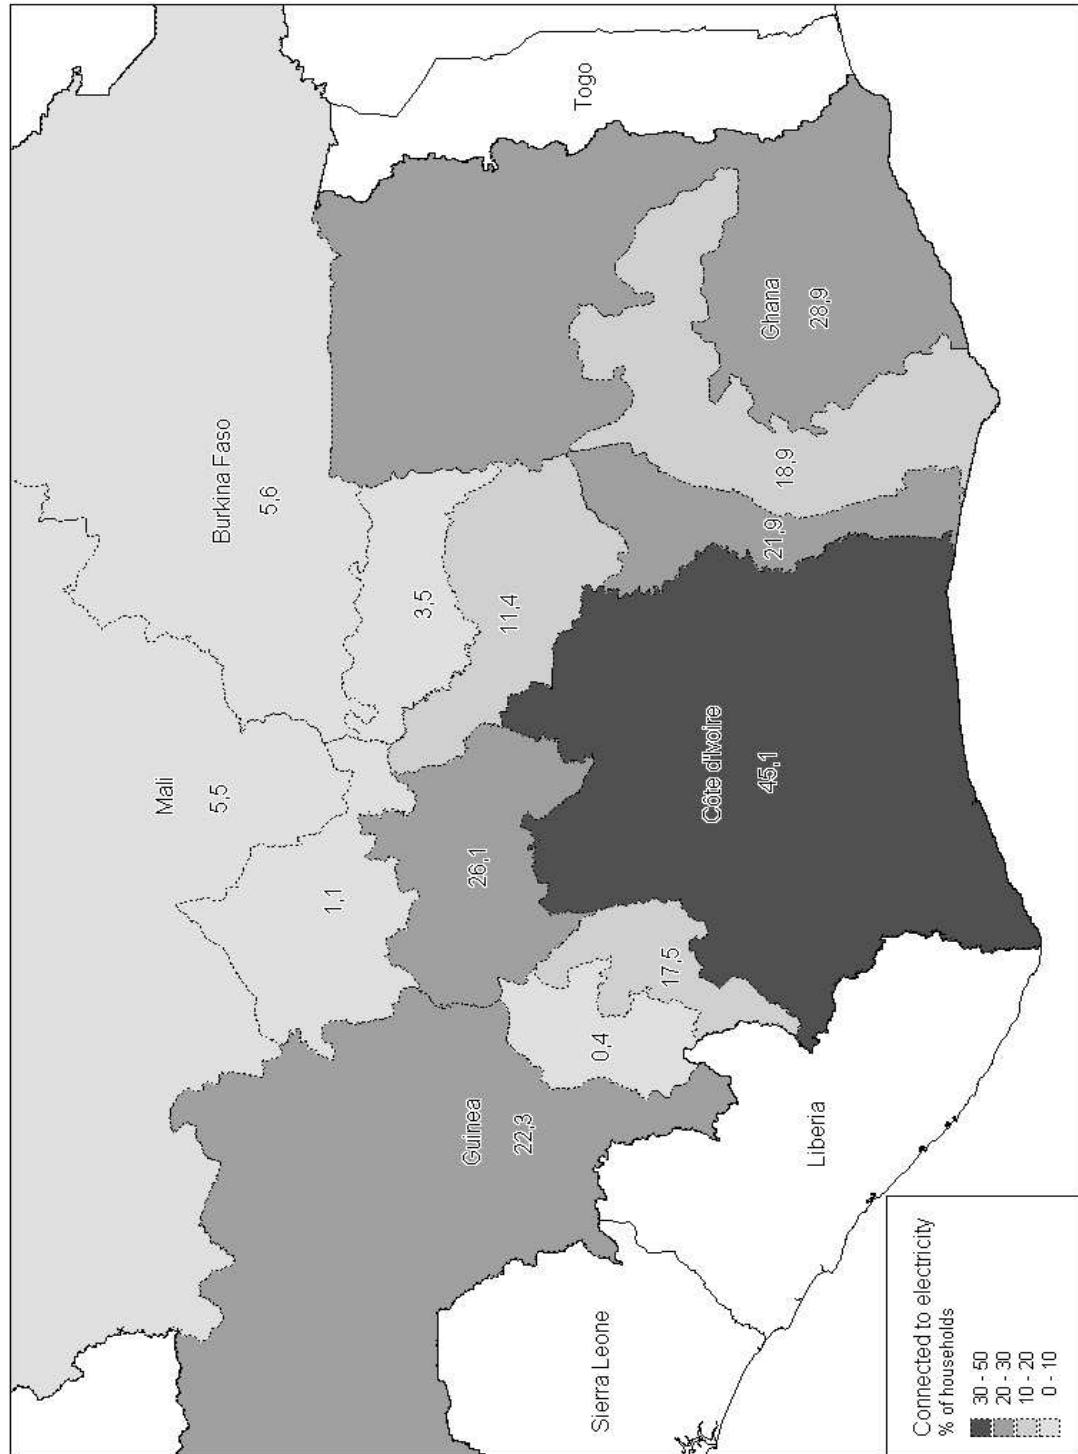 Mali
5,5
Burkina Faso
5,6
1,1
3,5
26,1
11,4
Guinea
22,3
0,4
17,5
Côte d'Ivoire
45,1
21,9
18,9
Ghana
28,9
Togo
Sierra Leone
Liberia
Connected to electricity
% of households
30 - 50
20 - 30
10 - 20
0 - 10